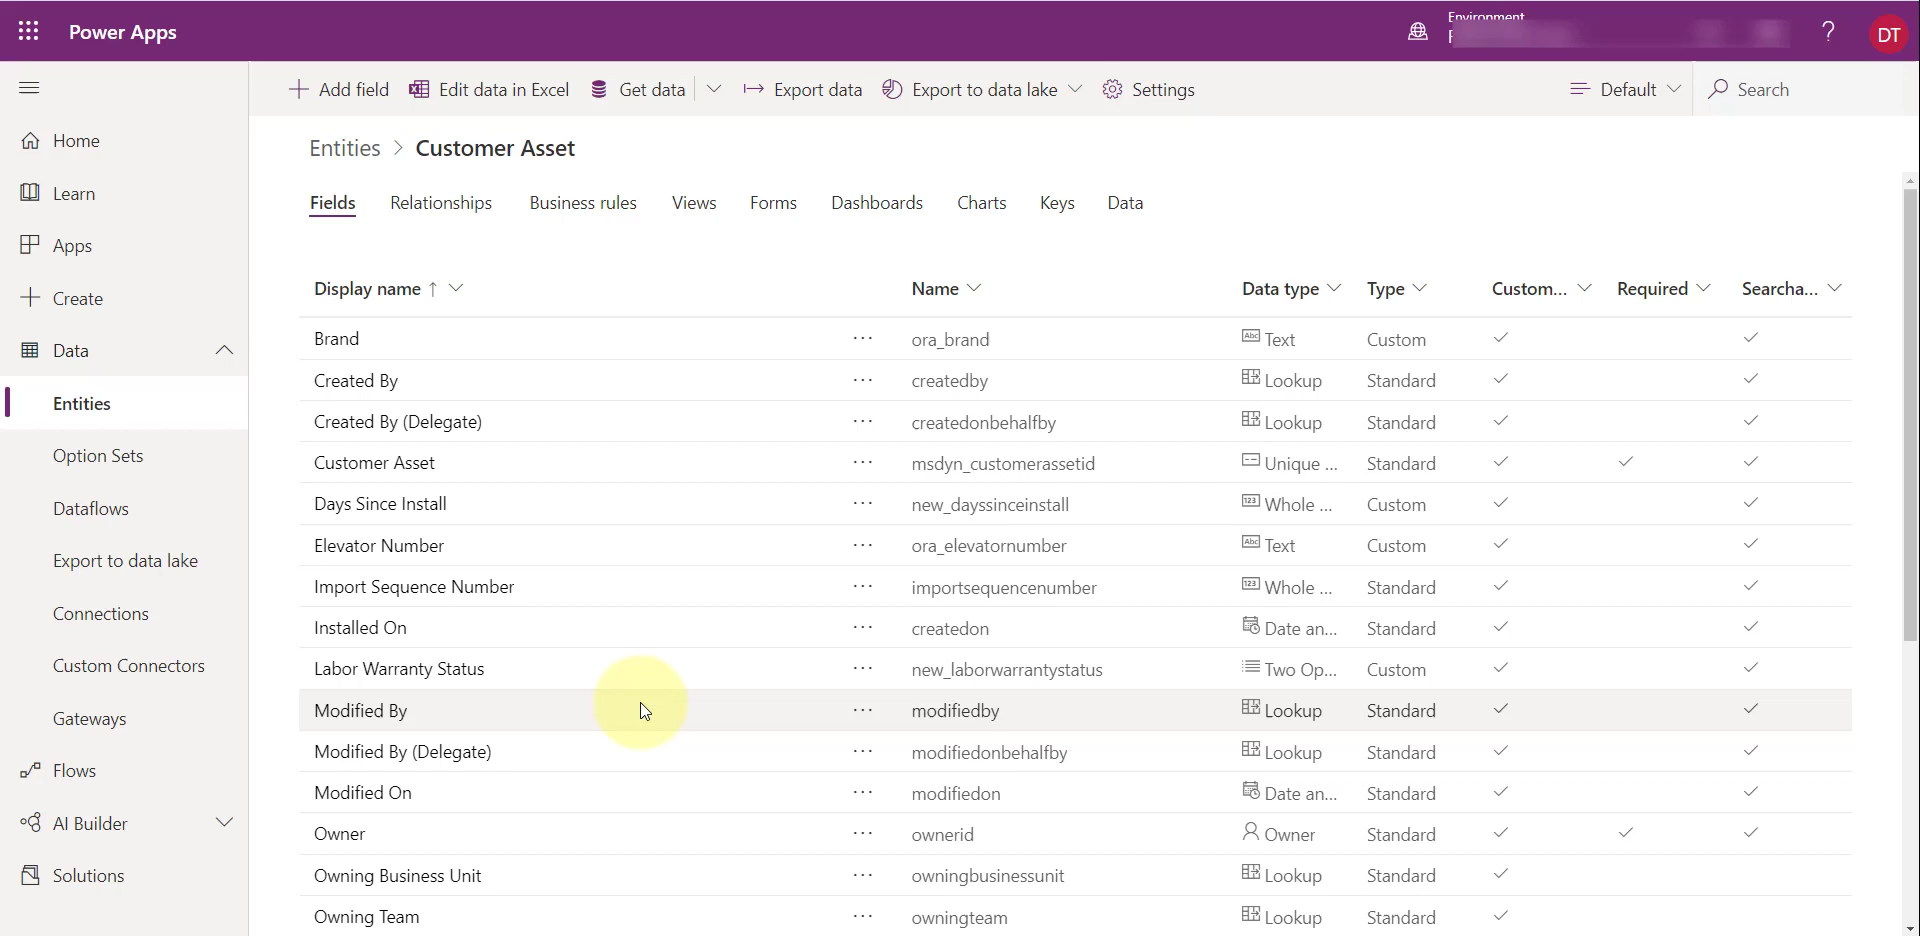 Power Apps
Environment
?
DT
Add field
Edit data in Excel
Get data
Export data
Export to data lake
Settings
Default
Search
Home
Learn
Apps
Create
Data
Entities
Option Sets
Dataflows
Export to data lake
Connections
Custom Connectors
Gateways
Flows
AI Builder
Solutions
Entities > Customer Asset
Fields Relationships Business rules Views Forms Dashboards Charts Keys Data
Display name ↑ Name Data type Type Custom... Required Searcha...
Brand ··· ora_brand Text Custom
Created By ··· createdby Lookup Standard
Created By (Delegate) ··· createdonbehalfby Lookup Standard
Customer Asset ··· msdyn_customerassetid Unique ... Standard
Days Since Install ··· new_dayssinceinstall Whole ... Custom
Elevator Number ··· ora_elevatornumber Text Custom
Import Sequence Number ··· importsequencenumber Whole ... Standard
Installed On ··· createdon Date an... Standard
Labor Warranty Status ··· new_laborwarrantystatus Two Op... Custom
Modified By ··· modifiedby Lookup Standard
Modified By (Delegate) ··· modifiedonbehalfby Lookup Standard
Modified On ··· modifiedon Date an... Standard
Owner ··· ownerid Owner Standard
Owning Business Unit ··· owningbusinessunit Lookup Standard
Owning Team ··· owningteam Lookup Standard